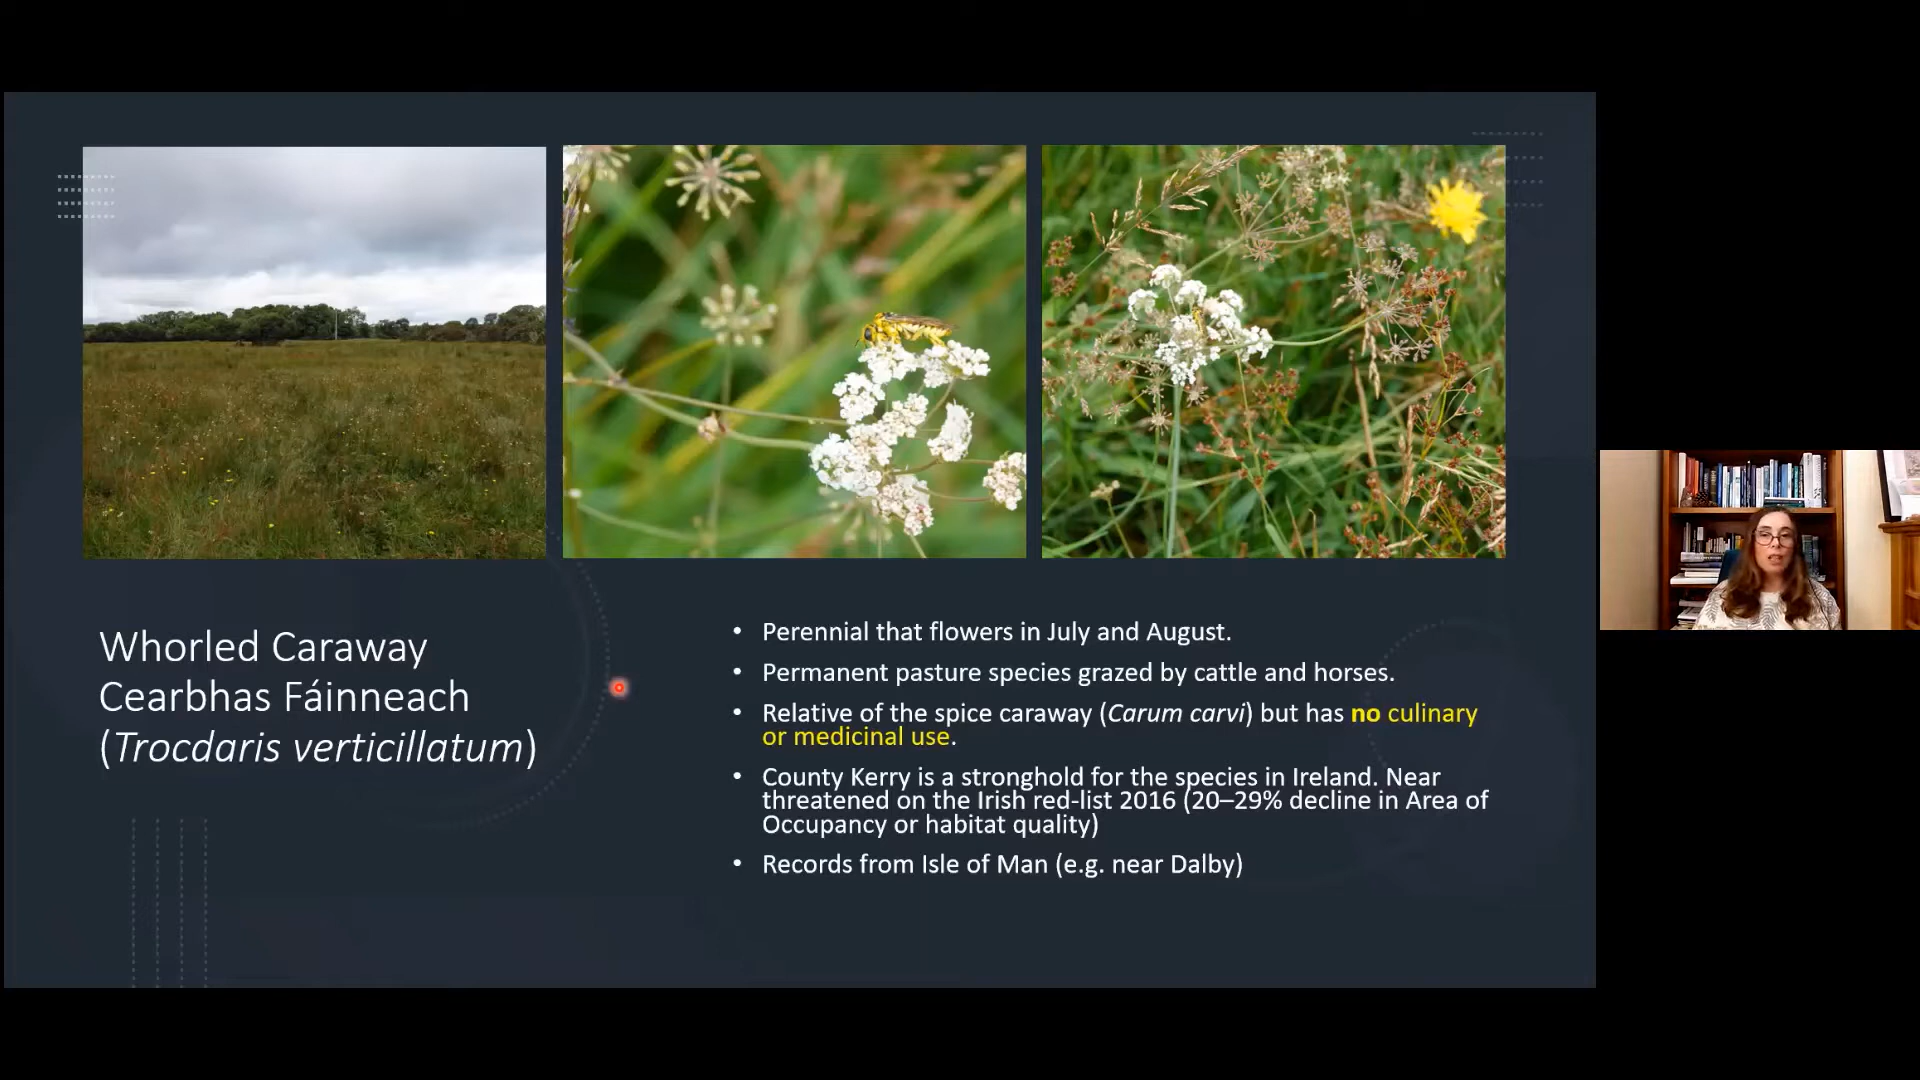 Whorled Caraway
Cearbhas Fáinneach
(Trocdaris verticillatum)
• Perennial that flowers in July and August.
• Permanent pasture species grazed by cattle and horses.
• Relative of the spice caraway (Carum carvi) but has no culinary
or medicinal use.
• County Kerry is a stronghold for the species in Ireland. Near
threatened on the Irish red-list 2016 (20–29% decline in Area of
Occupancy or habitat quality)
• Records from Isle of Man (e.g. near Dalby)